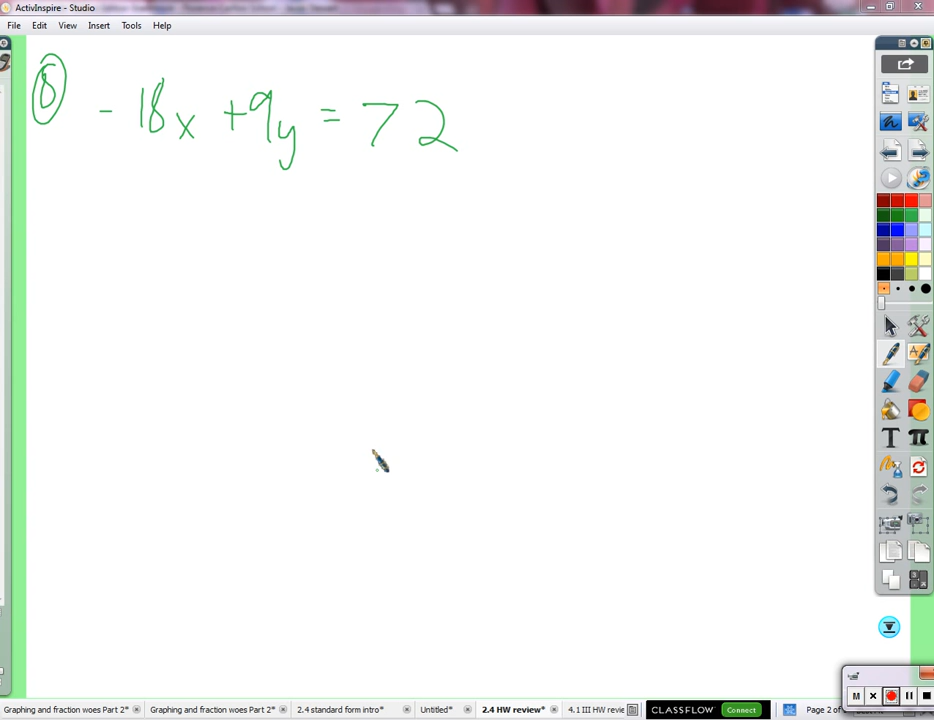 ActivInspire - Studio
File Edit View Insert Tools Help
8 - 18x + 9y = 72
Graphing and fraction woes Part 2* Graphing and fraction woes Part 2* 2.4 standard form intro* Untitled* 2.4 HW review* 4.1 III HW revie CLASSFLOW Connect Page 2 of
M